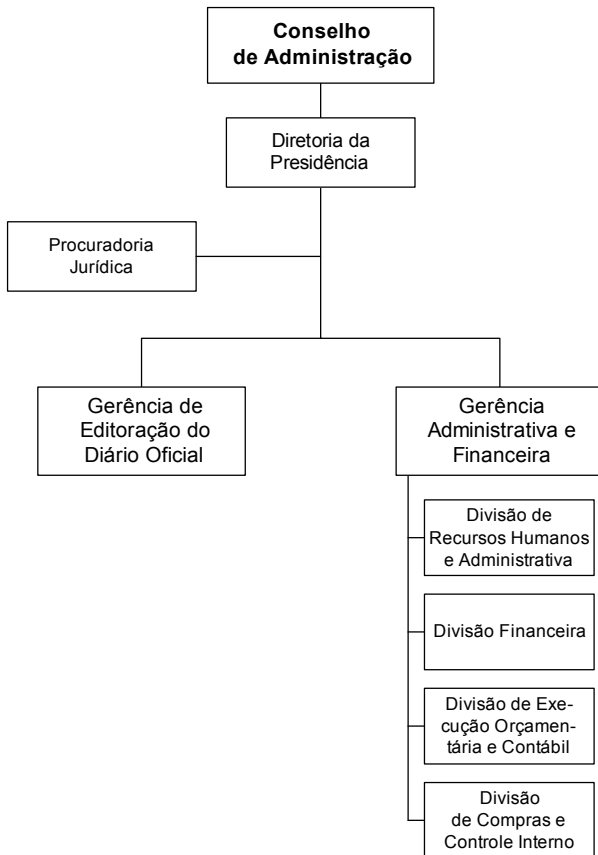 Conselho
de Administração
Diretoria da
Presidência
Procuradoria
Jurídica
Gerência de
Editoração do
Diário Oficial
Gerência
Administrativa e
Financeira
Divisão de
Recursos Humanos
e Administrativa
Divisão Financeira
Divisão de Exe-
cução Orçamen-
tária e Contábil
Divisão
de Compras e
Controle Interno